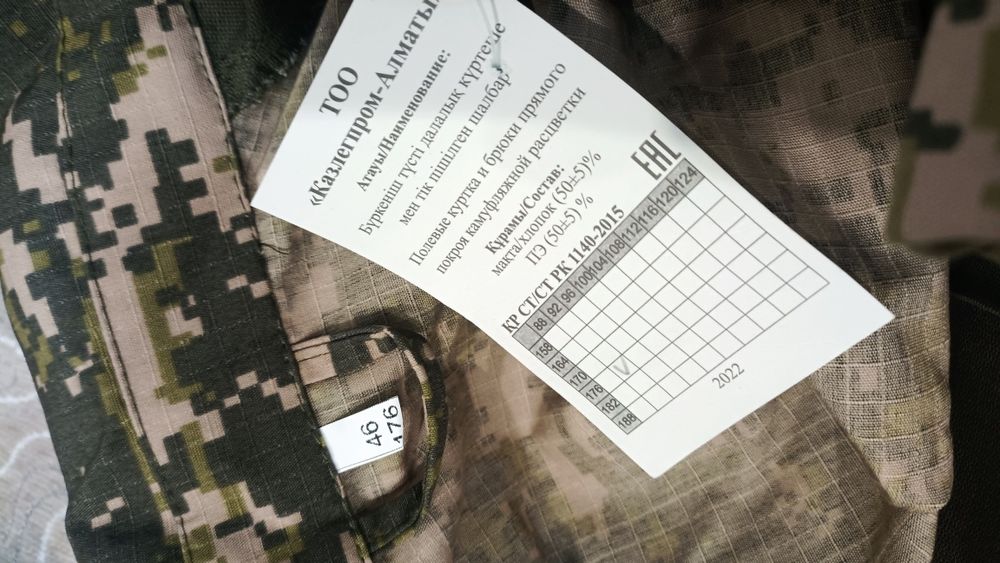 ТОО
«Казлегпром-Алматы»
Атауы/Наименование:
Бүркеніш түсті далалық күртеше
мен тік пішілген шалбар
Полевые куртка и брюки прямого
покроя камуфляжной расцветки
Құрамы/Состав:
мақта/хлопок (50±5)%
ПЭ (50±5) %
ЕАС
ҚР СТ/СТ РК 1140-2015
88 92 96 100 104 108 112 116 120 124
158
164
170
176
182
188
2022
46
176